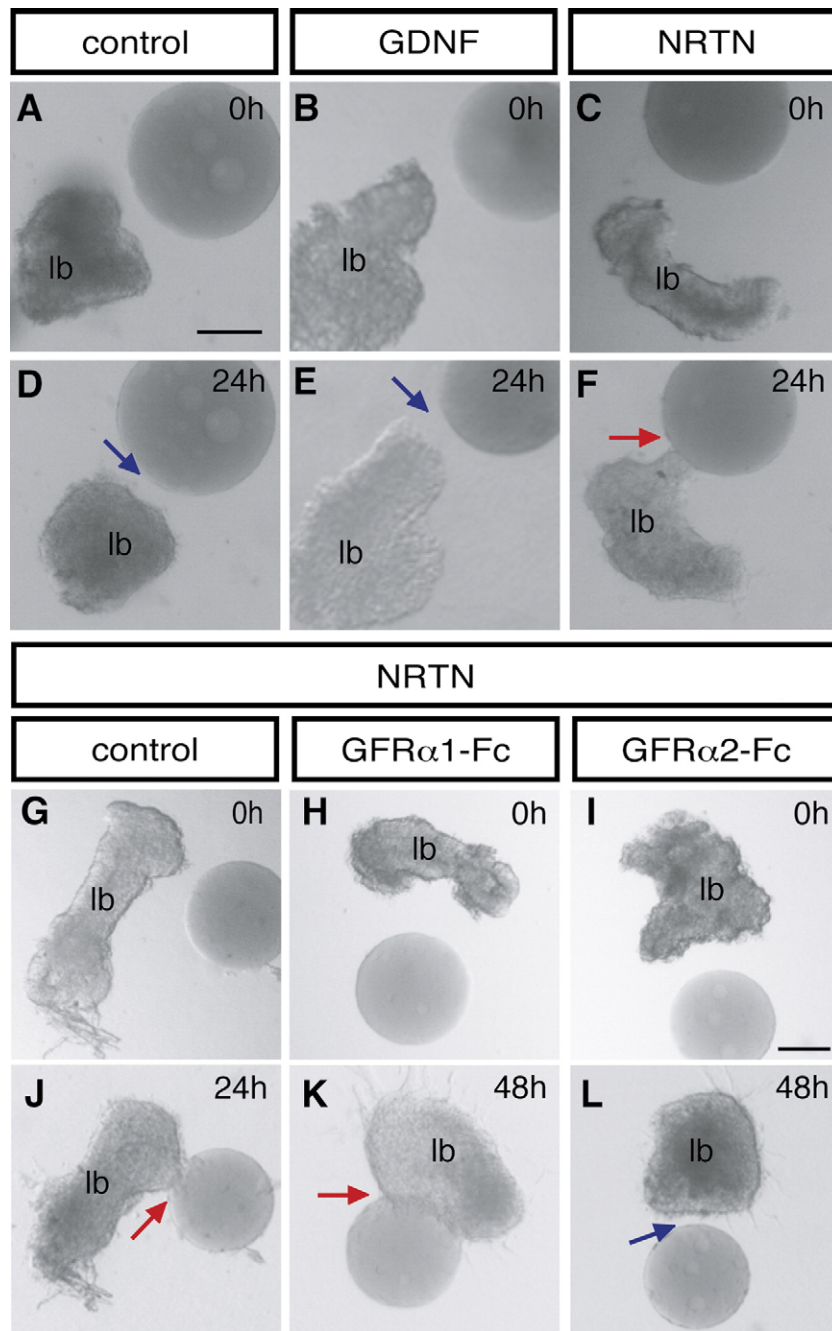 control GDNF NRTN
A 0h B 0h C 0h
lb lb lb
D 24h E 24h F 24h
lb lb lb
NRTN
control GFRα1-Fc GFRα2-Fc
G 0h H 0h I 0h
lb lb lb
J 24h K 48h L 48h
lb lb lb